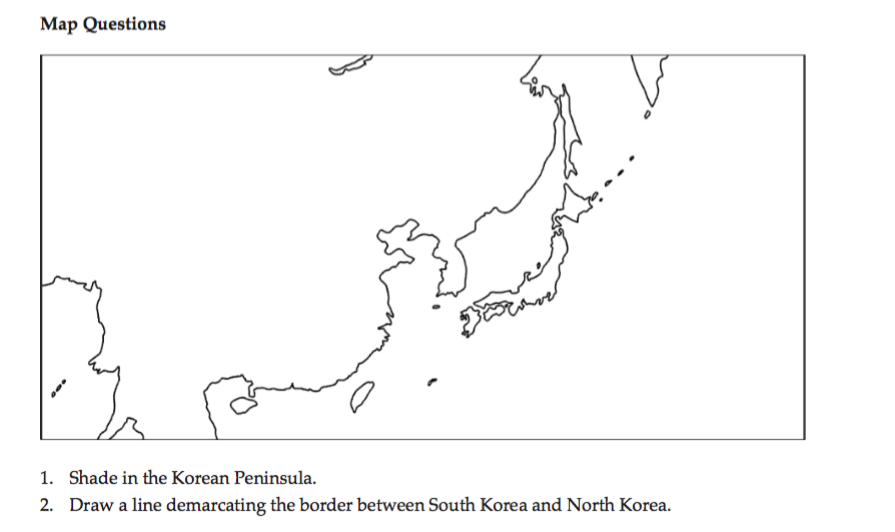 Map Questions
1. Shade in the Korean Peninsula.
2. Draw a line demarcating the border between South Korea and North Korea.